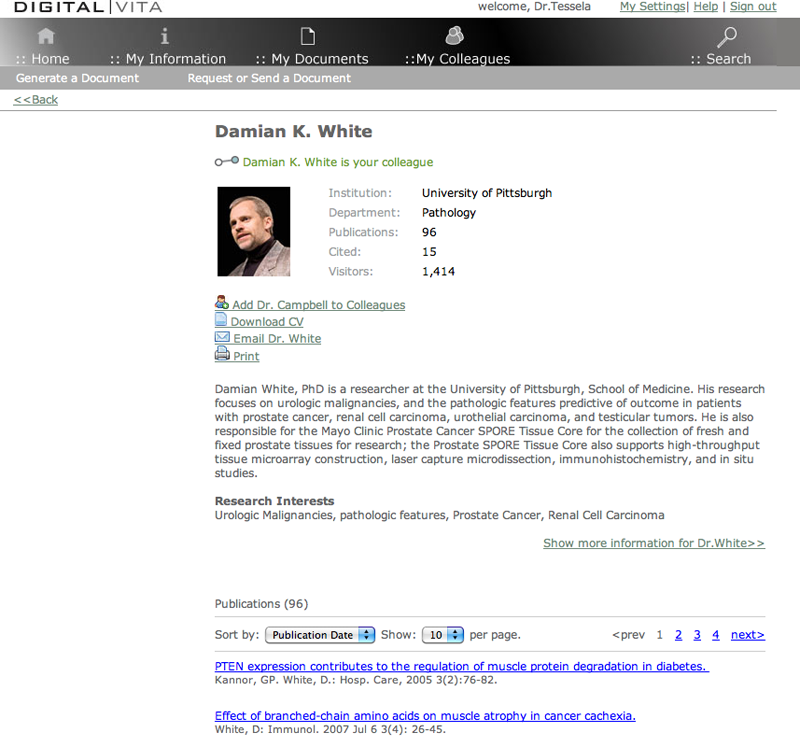 DIGITAL|VITA
welcome, Dr.Tessela My Settings| Help | Sign out
:: Home :: My Information :: My Documents ::My Colleagues :: Search
Generate a Document Request or Send a Document
<<Back
Damian K. White
Damian K. White is your colleague
Institution: University of Pittsburgh
Department: Pathology
Publications: 96
Cited: 15
Visitors: 1,414
Add Dr. Campbell to Colleagues
Download CV
Email Dr. White
Print
Damian White, PhD is a researcher at the University of Pittsburgh, School of Medicine. His research
focuses on urologic malignancies, and the pathologic features predictive of outcome in patients
with prostate cancer, renal cell carcinoma, urothelial carcinoma, and testicular tumors. He is also
responsible for the Mayo Clinic Prostate Cancer SPORE Tissue Core for the collection of fresh and
fixed prostate tissues for research; the Prostate SPORE Tissue Core also supports high-throughput
tissue microarray construction, laser capture microdissection, immunohistochemistry, and in situ
studies.
Research Interests
Urologic Malignancies, pathologic features, Prostate Cancer, Renal Cell Carcinoma
Show more information for Dr.White>>
Publications (96)
Sort by: Publication Date Show: 10 per page. <prev 1 2 3 4 next>
PTEN expression contributes to the regulation of muscle protein degradation in diabetes.
Kannor, GP. White, D.: Hosp. Care, 2005 3(2):76-82.
Effect of branched-chain amino acids on muscle atrophy in cancer cachexia.
White, D: Immunol. 2007 Jul 6 3(4): 26-45.